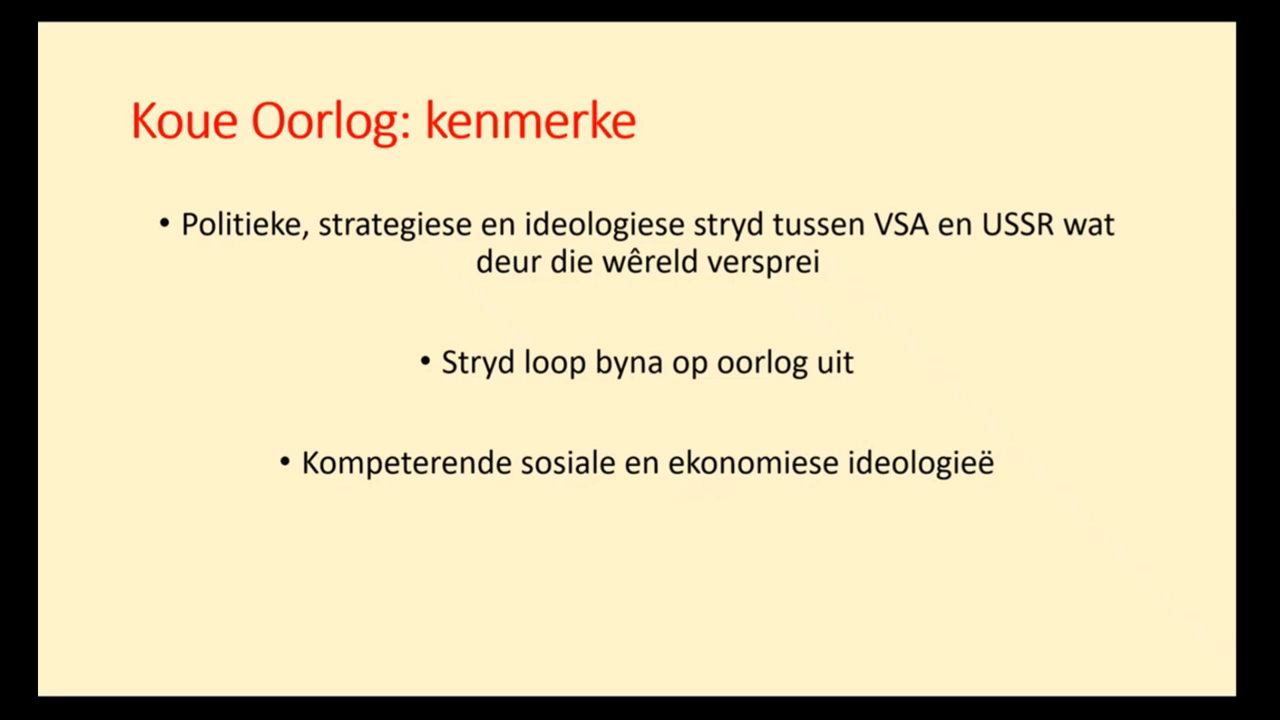 Koue Oorlog: kenmerke
• Politieke, strategiese en ideologiese stryd tussen VSA en USSR wat
deur die wêreld versprei
• Stryd loop byna op oorlog uit
• Kompeterende sosiale en ekonomiese ideologieë